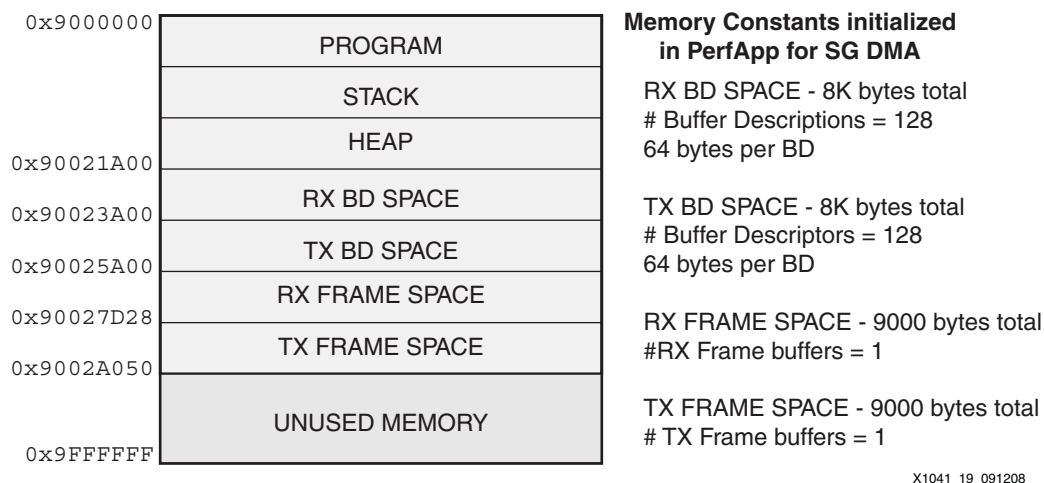 0x9000000
PROGRAM
STACK
HEAP
0x90021A00
RX BD SPACE
0x90023A00
TX BD SPACE
0x90025A00
RX FRAME SPACE
0x90027D28
TX FRAME SPACE
0x9002A050
UNUSED MEMORY
0x9FFFFFF
Memory Constants initialized
in PerfApp for SG DMA
RX BD SPACE - 8K bytes total
# Buffer Descriptions = 128
64 bytes per BD
TX BD SPACE - 8K bytes total
# Buffer Descriptors = 128
64 bytes per BD
RX FRAME SPACE - 9000 bytes total
#RX Frame buffers = 1
TX FRAME SPACE - 9000 bytes total
# TX Frame buffers = 1
X1041_19_091208